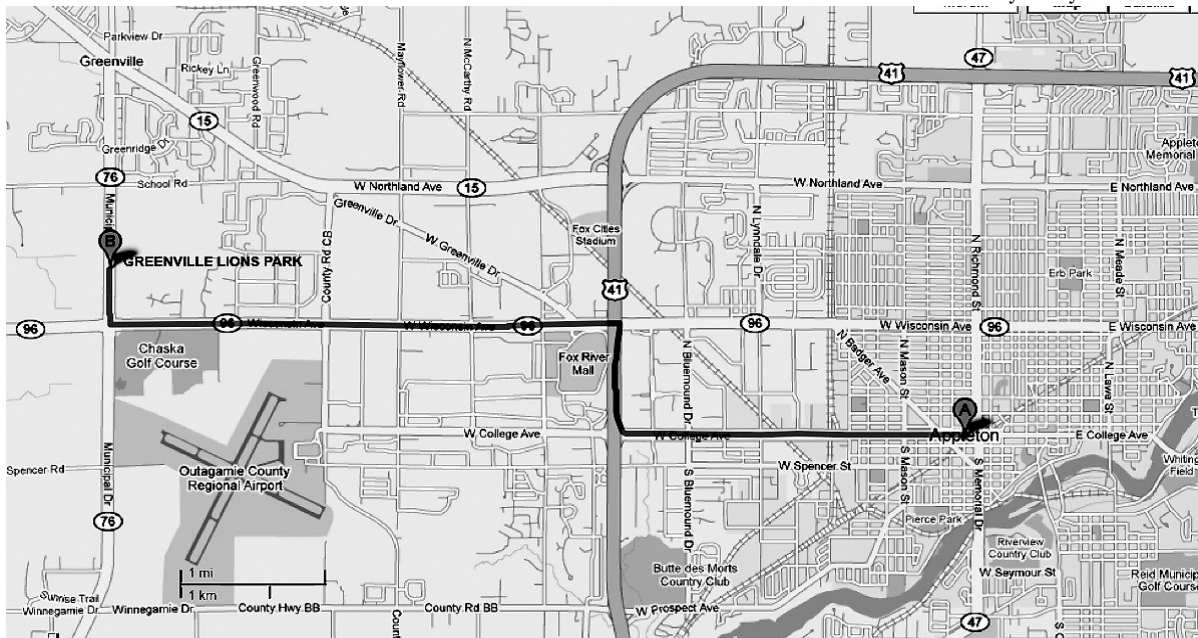 47
41
41
Parkview Dr
Greenville
Rickey Ln
Greenwood Rd
Mayflower Rd
N McCarthy Rd
15
Greenridge Dr
76
School Rd
W Northland Ave
15
W Northland Ave
E Northland Ave
Greenville Dr
W Greenville Dr
Fox Cities
Stadium
N Lynndale Dr
N Richmond St
N Meade St
Erb Park
B
GREENVILLE LIONS PARK
County Rd CB
41
96
96
Wisconsin Ave
W Wisconsin Ave
96
96
W Wisconsin Ave
96
E Wisconsin Ave
Chaska
Golf Course
Fox River
Mall
N Bluemound Dr
N Badger Ave
N Mason St
N Lawe St
A
Appleton
W College Ave
W College Ave
E College Ave
Spencer Rd
Municipal Dr
Outagamie County
Regional Airport
W Spencer St
S Bluemound Dr
S Mason St
S Memorial Dr
Whiting
Field
76
Pierce Park
Riverview
Country Club
Butte des Morts
Country Club
W Seymour St
Reid Municip
Golf Course
1 mi
1 km
Sunrise Trail
Winnegamie Dr
Winnegamie Dr
County Hwy BB
County Rd BB
W Prospect Ave
47